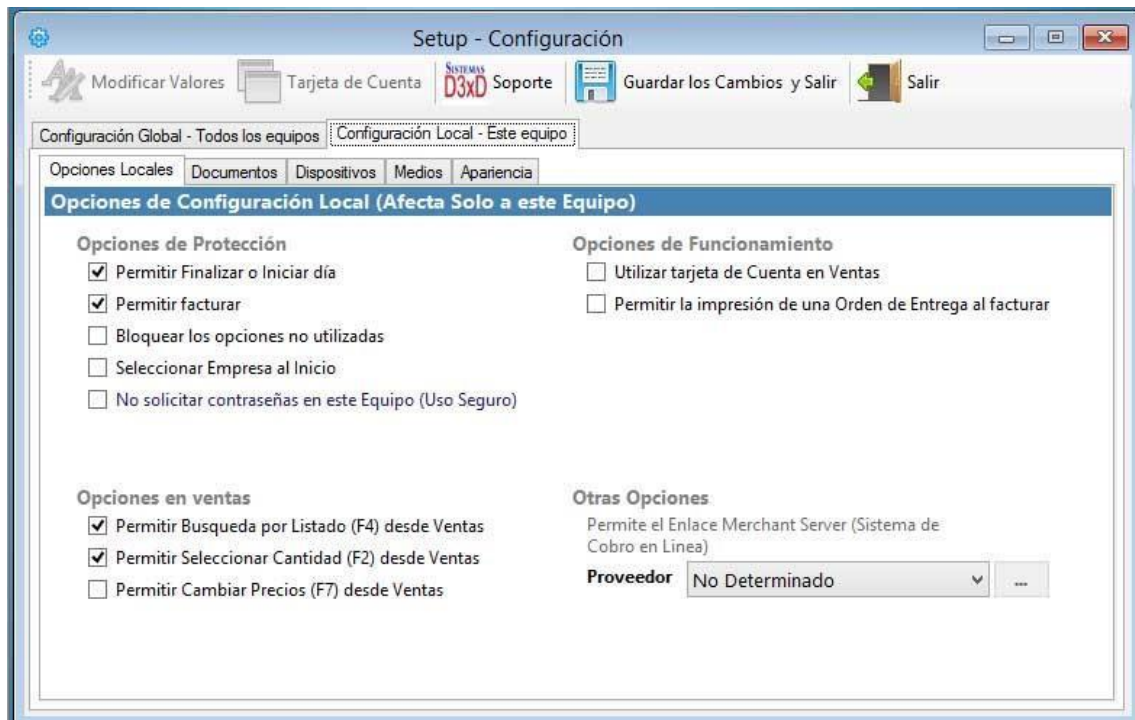 Setup - Configuración
Modificar Valores
Tarjeta de Cuenta
SISTEMAS
D3xD
Soporte
Guardar los Cambios y Salir
Salir
Configuración Global - Todos los equipos
Configuración Local - Este equipo
Opciones Locales
Documentos
Dispositivos
Medios
Apariencia
Opciones de Configuración Local (Afecta Solo a este Equipo)
Opciones de Protección
Permitir Finalizar o Iniciar día
Permitir facturar
Bloquear los opciones no utilizadas
Seleccionar Empresa al Inicio
No solicitar contraseñas en este Equipo (Uso Seguro)
Opciones de Funcionamiento
Utilizar tarjeta de Cuenta en Ventas
Permitir la impresión de una Orden de Entrega al facturar
Opciones en ventas
Permitir Busqueda por Listado (F4) desde Ventas
Permitir Seleccionar Cantidad (F2) desde Ventas
Permitir Cambiar Precios (F7) desde Ventas
Otras Opciones
Permite el Enlace Merchant Server (Sistema de
Cobro en Linea)
Proveedor
No Determinado
...